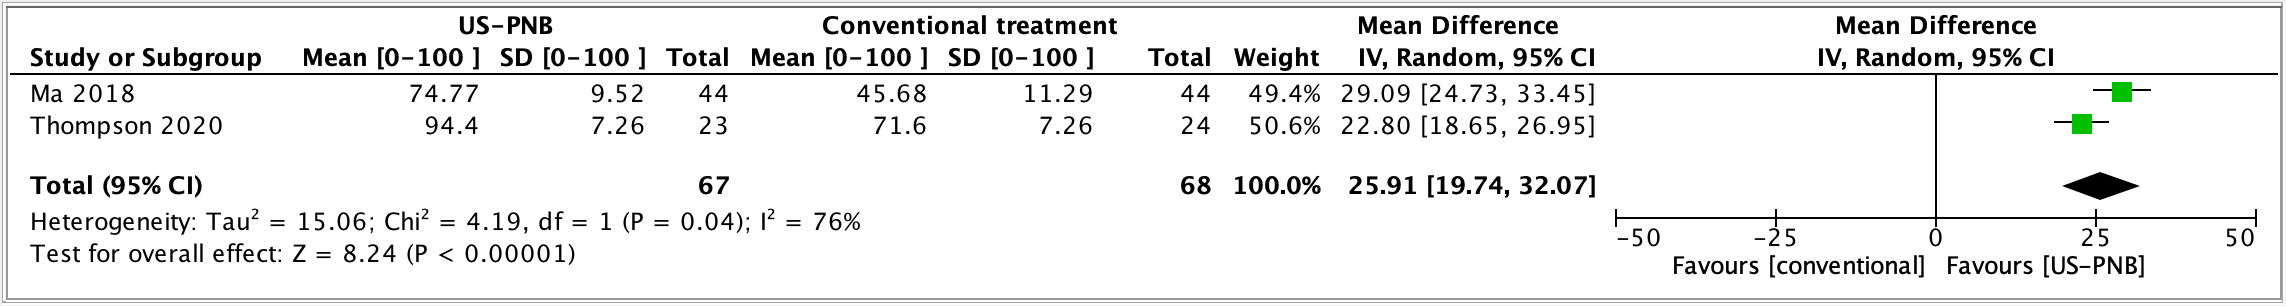 US-PNB Conventional treatment Mean Difference Mean Difference
Study or Subgroup Mean [0-100 ] SD [0-100 ] Total Mean [0-100 ] SD [0-100 ] Total Weight IV, Random, 95% CI IV, Random, 95% CI
Ma 2018 74.77 9.52 44 45.68 11.29 44 49.4% 29.09 [24.73, 33.45]
Thompson 2020 94.4 7.26 23 71.6 7.26 24 50.6% 22.80 [18.65, 26.95]
Total (95% CI) 67 68 100.0% 25.91 [19.74, 32.07]
Heterogeneity: Tau² = 15.06; Chi² = 4.19, df = 1 (P = 0.04); I² = 76%
Test for overall effect: Z = 8.24 (P < 0.00001)
-50 -25 0 25 50
Favours [conventional] Favours [US-PNB]